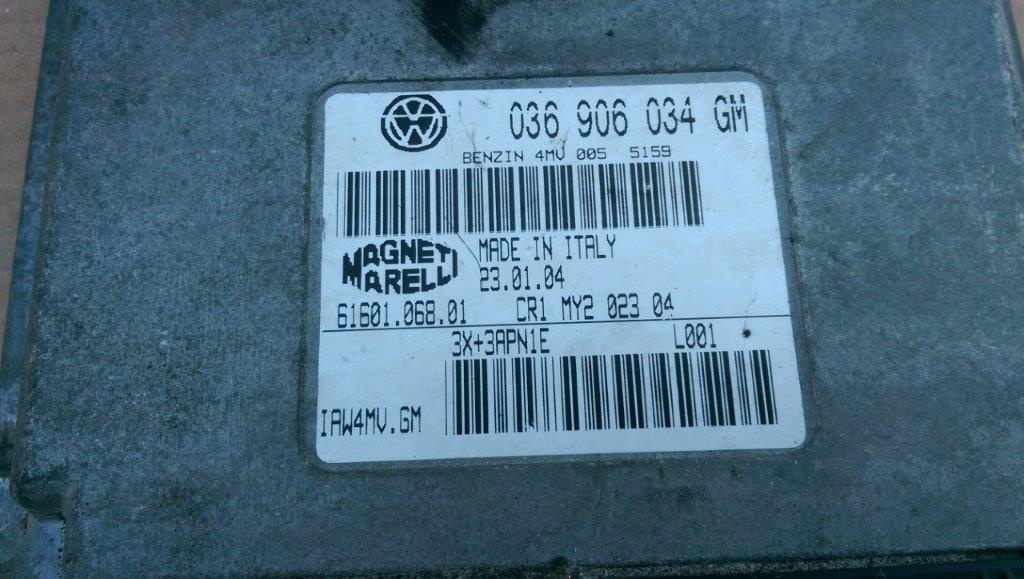 036 906 034 GM
BENZIN 4MV 005 5159
MAGNETI
MARELLI
MADE IN ITALY
23.01.04
61601.068.01 CR1 MY2 023 04
3X+3APN1E L001
IAW4MV.GM